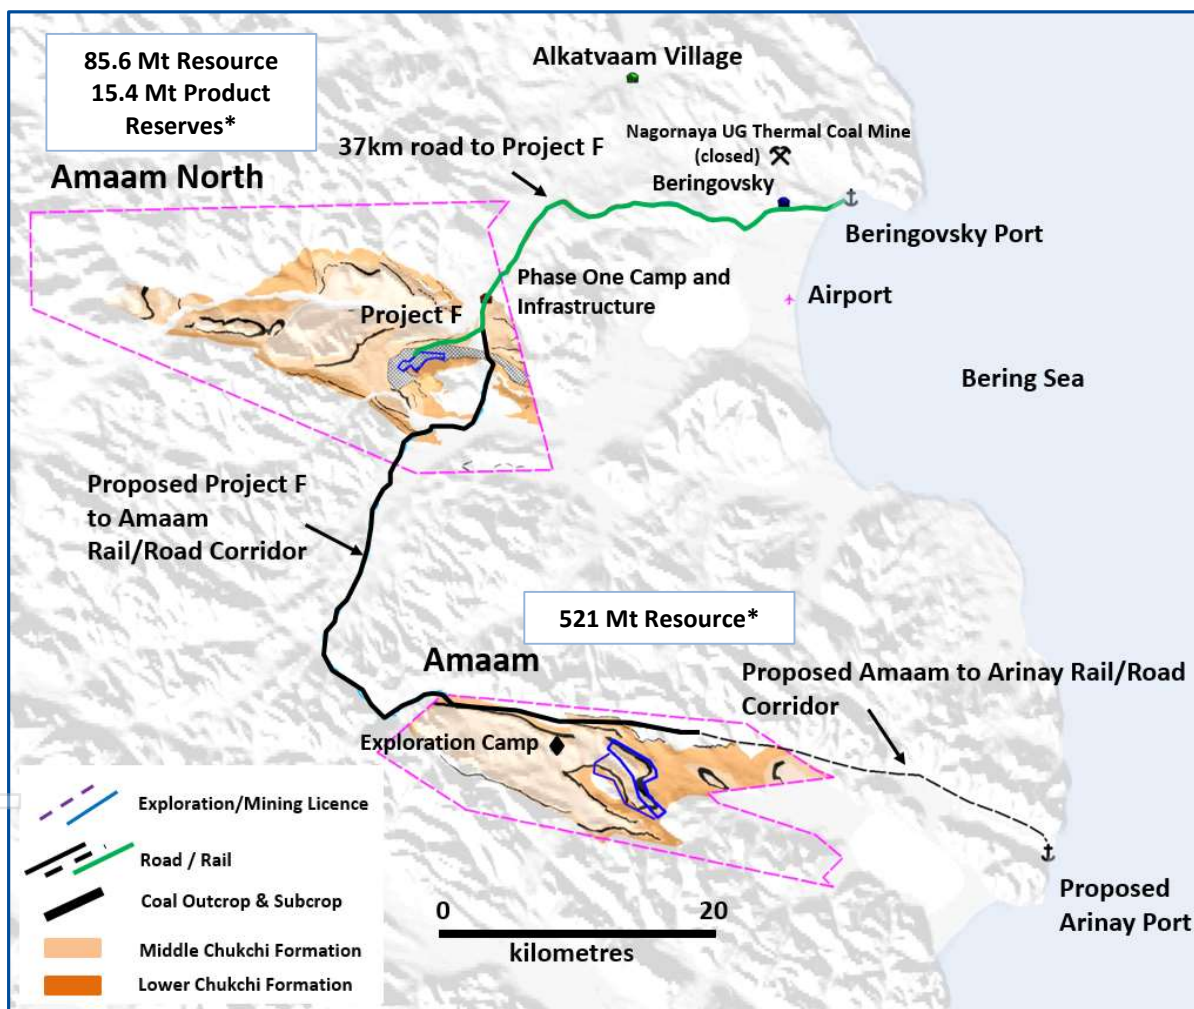 85.6 Mt Resource
15.4 Mt Product
Reserves*
Alkatvaam Village
Nagornaya UG Thermal Coal Mine
(closed)
37km road to Project F
Beringovsky
Amaam North
Beringovsky Port
Phase One Camp and
Infrastructure
Airport
Project F
Bering Sea
Proposed Project F
to Amaam
Rail/Road Corridor
521 Mt Resource*
Amaam
Proposed Amaam to Arinay Rail/Road
Corridor
Exploration Camp
Exploration/Mining Licence
Road / Rail
Coal Outcrop & Subcrop
Middle Chukchi Formation
Lower Chukchi Formation
0 20
kilometres
Proposed
Arinay Port